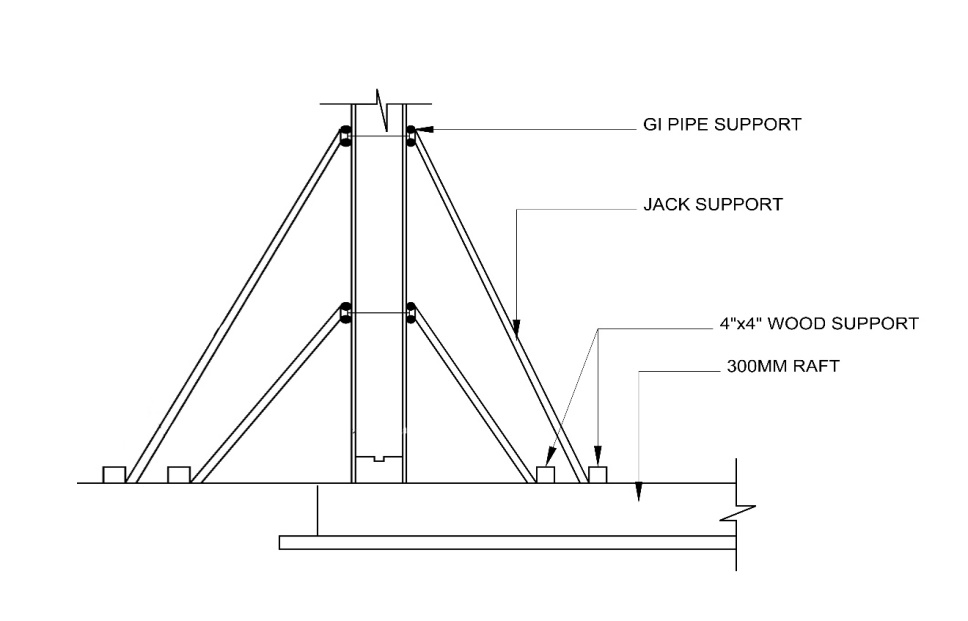 GI PIPE SUPPORT
JACK SUPPORT
4"x4" WOOD SUPPORT
300MM RAFT